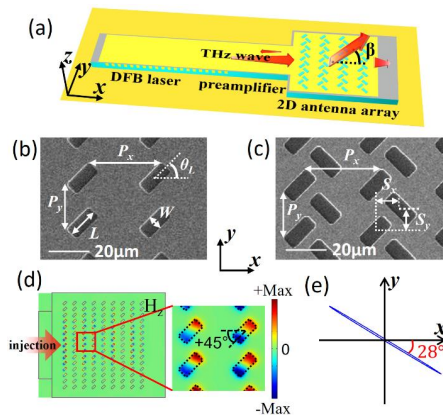 (a)
z
y
x
THz wave
β
DFB laser
preamplifier
2D antenna array
(b)
Px
θL
Py
L
W
20μm
(c)
Px
Sx
Py
Sy
20μm
y
x
(d)
Hz
injection
+45°
+Max
0
-Max
(e)
y
x
28°